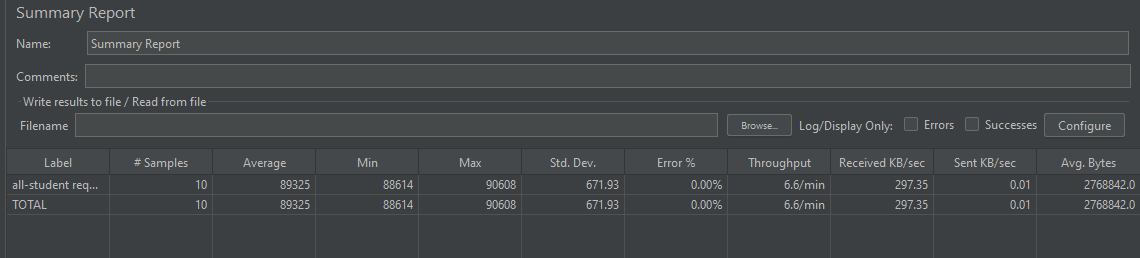 Summary Report
Name: Summary Report
Comments:
Write results to file / Read from file
Filename Browse... Log/Display Only: Errors Successes Configure
Label # Samples Average Min Max Std. Dev. Error % Throughput Received KB/sec Sent KB/sec Avg. Bytes
all-student req... 10 89325 88614 90608 671.93 0.00% 6.6/min 297.35 0.01 2768842.0
TOTAL 10 89325 88614 90608 671.93 0.00% 6.6/min 297.35 0.01 2768842.0